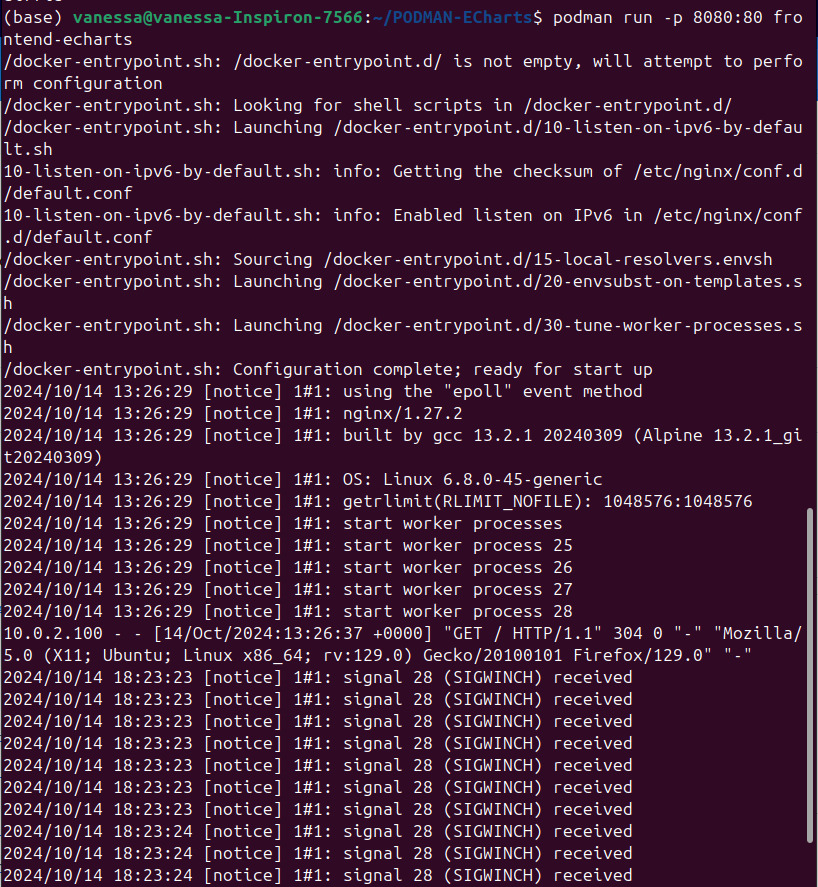 (base) vanessa@vanessa-Inspiron-7566:~/PODMAN-ECharts$ podman run -p 8080:80 fro
ntend-echarts
/docker-entrypoint.sh: /docker-entrypoint.d/ is not empty, will attempt to perfo
rm configuration
/docker-entrypoint.sh: Looking for shell scripts in /docker-entrypoint.d/
/docker-entrypoint.sh: Launching /docker-entrypoint.d/10-listen-on-ipv6-by-defau
lt.sh
10-listen-on-ipv6-by-default.sh: info: Getting the checksum of /etc/nginx/conf.d
/default.conf
10-listen-on-ipv6-by-default.sh: info: Enabled listen on IPv6 in /etc/nginx/conf
.d/default.conf
/docker-entrypoint.sh: Sourcing /docker-entrypoint.d/15-local-resolvers.envsh
/docker-entrypoint.sh: Launching /docker-entrypoint.d/20-envsubst-on-templates.s
h
/docker-entrypoint.sh: Launching /docker-entrypoint.d/30-tune-worker-processes.s
h
/docker-entrypoint.sh: Configuration complete; ready for start up
2024/10/14 13:26:29 [notice] 1#1: using the "epoll" event method
2024/10/14 13:26:29 [notice] 1#1: nginx/1.27.2
2024/10/14 13:26:29 [notice] 1#1: built by gcc 13.2.1 20240309 (Alpine 13.2.1_gi
t20240309)
2024/10/14 13:26:29 [notice] 1#1: OS: Linux 6.8.0-45-generic
2024/10/14 13:26:29 [notice] 1#1: getrlimit(RLIMIT_NOFILE): 1048576:1048576
2024/10/14 13:26:29 [notice] 1#1: start worker processes
2024/10/14 13:26:29 [notice] 1#1: start worker process 25
2024/10/14 13:26:29 [notice] 1#1: start worker process 26
2024/10/14 13:26:29 [notice] 1#1: start worker process 27
2024/10/14 13:26:29 [notice] 1#1: start worker process 28
10.0.2.100 - - [14/Oct/2024:13:26:37 +0000] "GET / HTTP/1.1" 304 0 "-" "Mozilla/
5.0 (X11; Ubuntu; Linux x86_64; rv:129.0) Gecko/20100101 Firefox/129.0" "-"
2024/10/14 18:23:23 [notice] 1#1: signal 28 (SIGWINCH) received
2024/10/14 18:23:23 [notice] 1#1: signal 28 (SIGWINCH) received
2024/10/14 18:23:23 [notice] 1#1: signal 28 (SIGWINCH) received
2024/10/14 18:23:23 [notice] 1#1: signal 28 (SIGWINCH) received
2024/10/14 18:23:23 [notice] 1#1: signal 28 (SIGWINCH) received
2024/10/14 18:23:23 [notice] 1#1: signal 28 (SIGWINCH) received
2024/10/14 18:23:23 [notice] 1#1: signal 28 (SIGWINCH) received
2024/10/14 18:23:24 [notice] 1#1: signal 28 (SIGWINCH) received
2024/10/14 18:23:24 [notice] 1#1: signal 28 (SIGWINCH) received
2024/10/14 18:23:24 [notice] 1#1: signal 28 (SIGWINCH) received